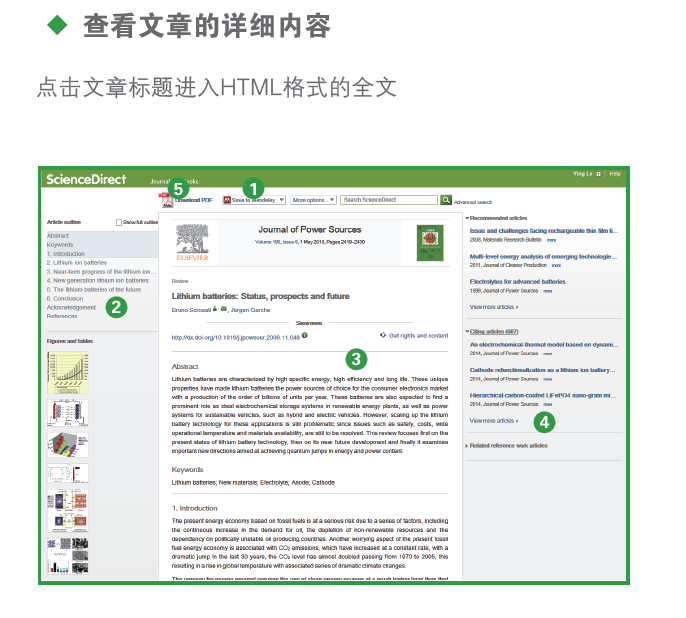 查看文章的详细内容
点击文章标题进入HTML格式的全文
ScienceDirect
Ying Lv
Help
5
1
Download PDF
Save to Mendeley
More options...
Search ScienceDirect
Advanced search
Article outline
Show full outline
Abstract
Keywords
1. Introduction
2. Lithium ion batteries
3. Near-term progress of the lithium ion...
4. New generation lithium ion batteries
5. The lithium batteries of the future
6. Conclusion
Acknowledgement
References
2
Figures and tables
ELSEVIER
Journal of Power Sources
Volume 195, Issue 9, 1 May 2010, Pages 2419–2430
Review
Lithium batteries: Status, prospects and future
Bruno Scrosati, Jürgen Garche
Show more
http://dx.doi.org/10.1016/j.jpowsour.2009.11.048
Get rights and content
3
Abstract
Lithium batteries are characterized by high specific energy, high efficiency and long life. These unique
properties have made lithium batteries the power sources of choice for the consumer electronics market
with a production of the order of billions of units per year. These batteries are also expected to find a
prominent role as ideal electrochemical storage systems in renewable energy plants, as well as power
systems for sustainable vehicles, such as hybrid and electric vehicles. However, scaling up the lithium
battery technology for these applications is still problematic since issues such as safety, costs, wide
operational temperature and materials availability, are still to be resolved. This review focuses first on the
present status of lithium battery technology, then on its near future development and finally it examines
important new directions aimed at achieving quantum jumps in energy and power content.
Keywords
Lithium batteries; New materials; Electrolyte; Anode; Cathode
1. Introduction
The present energy economy based on fossil fuels is at a serious risk due to a series of factors, including
the continuous increase in the demand for oil, the depletion of non-renewable resources and the
dependency on politically unstable oil producing countries. Another worrying aspect of the present fossil
fuel energy economy is associated with CO₂ emissions, which have increased at a constant rate, with a
dramatic jump in the last 30 years, the CO₂ level has almost doubled passing from 1970 to 2005, this
resulting in a rise in global temperature with associated series of dramatic climate changes.
Recommended articles
Issue and challenges facing rechargeable thin film li...
2008, Materials Research Bulletin more
Multi-level energy analysis of emerging technologie...
2011, Journal of Cleaner Production more
Electrolytes for advanced batteries
1999, Journal of Power Sources more
View more articles »
Citing articles (607)
An electrochemical-thermal model based on dynami...
2014, Journal of Power Sources more
Cathode refunctionalization as a lithium ion battery...
2014, Journal of Power Sources more
Hierarchical carbon-coated LiFePO4 nano-grain mi...
2014, Journal of Power Sources more
View more articles »
4
Related reference work articles